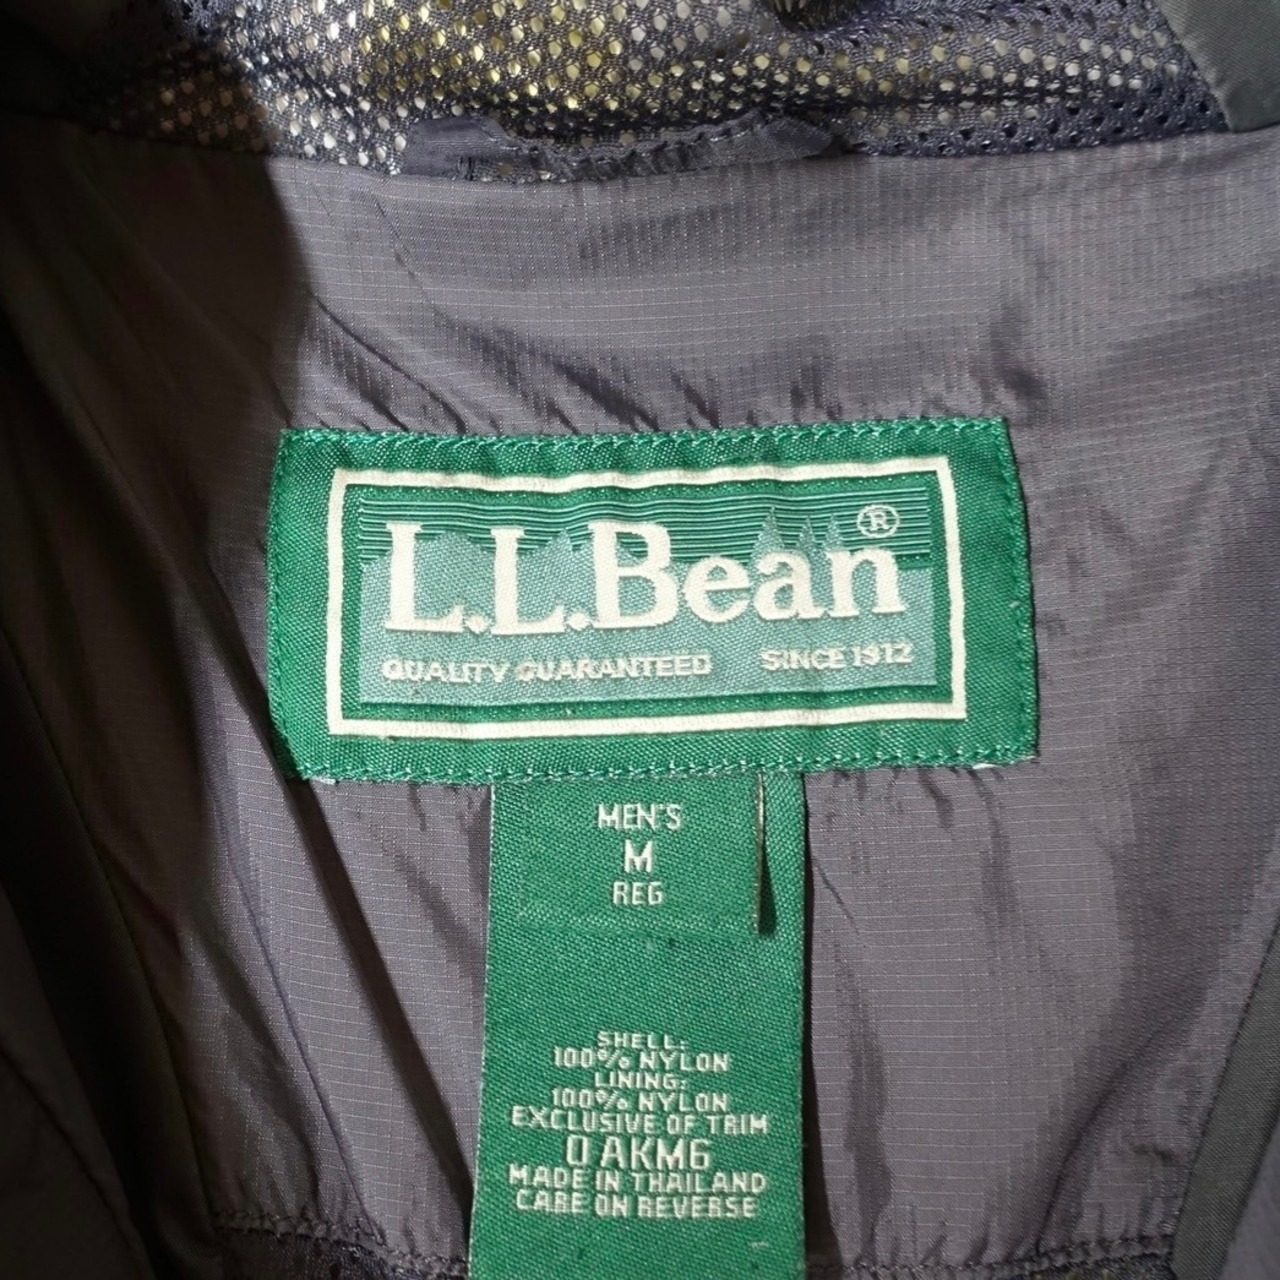 L.L.Bean®
QUALITY GUARANTEED SINCE 1912
MEN'S
M
REG
SHELL:
100% NYLON
LINING:
100% NYLON
EXCLUSIVE OF TRIM
0 AKM6
MADE IN THAILAND
CARE ON REVERSE